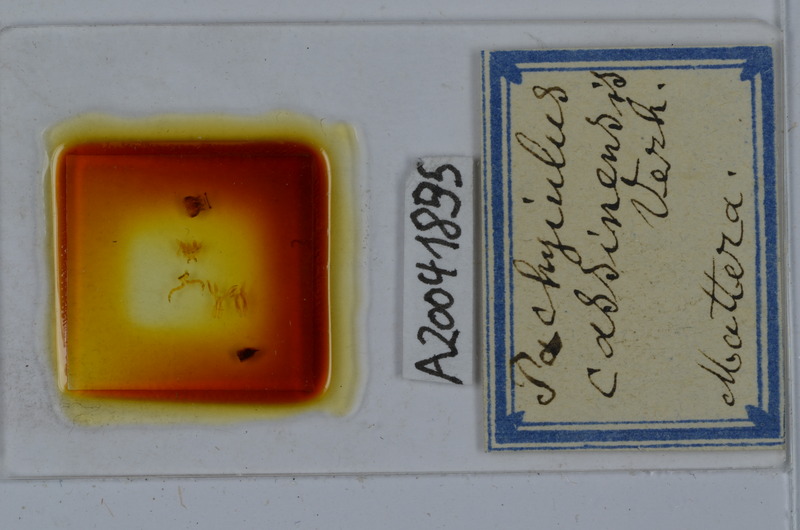 A20041895
Pachyiulus
cassinensis
Verh.
Mattera.